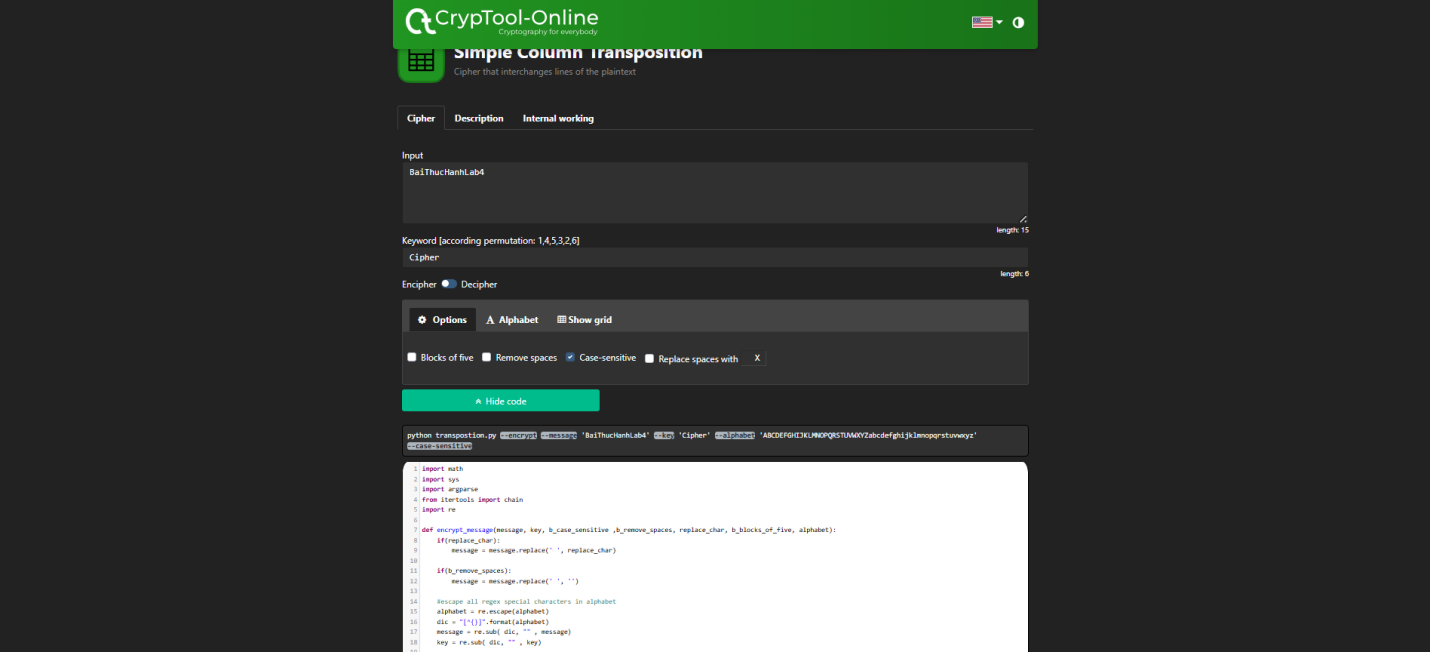 CrypTool-Online
Cryptography for everybody
Simple Column Transposition
Cipher that interchanges lines of the plaintext
Cipher Description Internal working
Input
BaiThucHanhLab4
length: 15
Keyword [according permutation: 1,4,5,3,2,6]
Cipher
length: 6
Encipher Decipher
Options Alphabet Show grid
Blocks of five Remove spaces Case-sensitive Replace spaces with X
Hide code
python transpostion.py --encrypt --message 'BaiThucHanhLab4' --key 'Cipher' --alphabet 'ABCDEFGHIJKLMNOPQRSTUVWXYZabcdefghijklmnopqrstuvwxyz'
--case-sensitive
1 import math
2 import sys
3 import argparse
4 from itertools import chain
5 import re
6
7 def encrypt_message(message, key, b_case_sensitive ,b_remove_spaces, replace_char, b_blocks_of_five, alphabet):
8 if(replace_char):
9 message = message.replace(' ', replace_char)
10
11 if(b_remove_spaces):
12 message = message.replace(' ', '')
13
14 #escape all regex special characters in alphabet
15 alphabet = re.escape(alphabet)
16 dic = "[^{}]".format(alphabet)
17 message = re.sub( dic, "" , message)
18 key = re.sub( dic, "" , key)